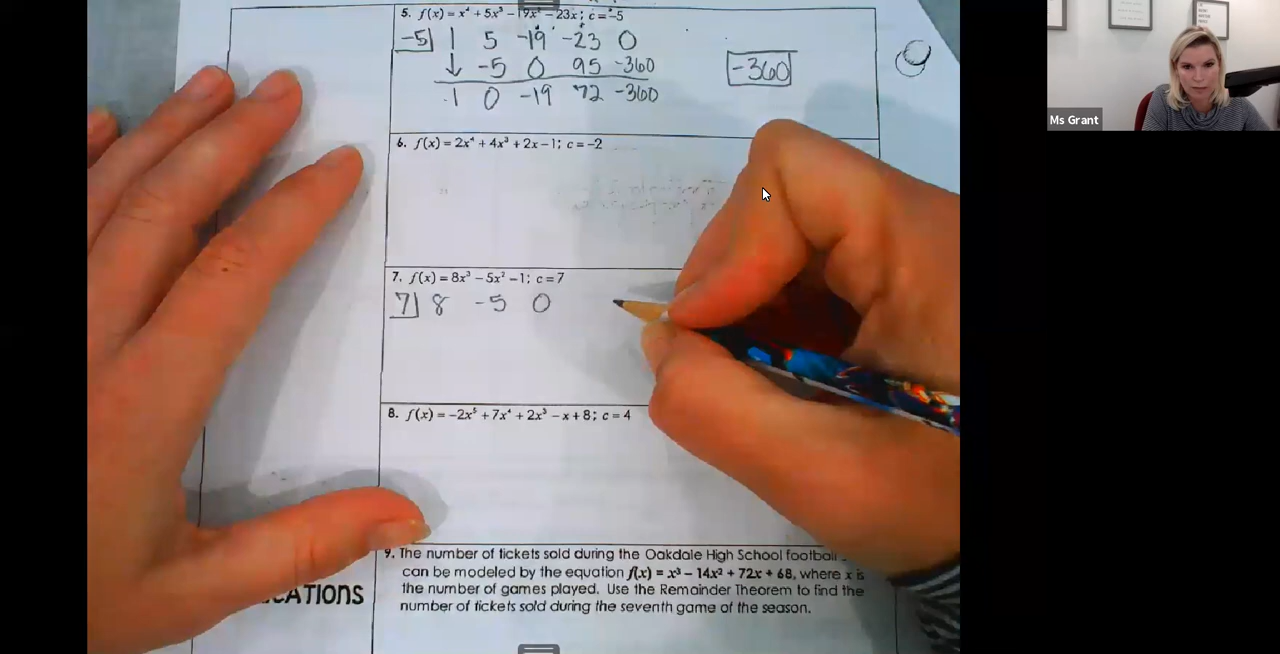 5. f(x) = x⁴ + 5x³ − 19x² − 23x; c = −5
-5| 1 5 -19 -23 0
↓ -5 0 95 -360
1 0 -19 72 -360
-360
6. f(x) = 2x⁴ + 4x³ + 2x − 1; c = −2
7. f(x) = 8x³ − 5x² − 1; c = 7
7| 8 -5 0
8. f(x) = −2x⁵ + 7x⁴ + 2x³ − x + 8; c = 4
9. The number of tickets sold during the Oakdale High School football
can be modeled by the equation f(x) = x³ − 14x² + 72x + 68, where x is
the number of games played. Use the Remainder Theorem to find the
number of tickets sold during the seventh game of the season.
Ms Grant